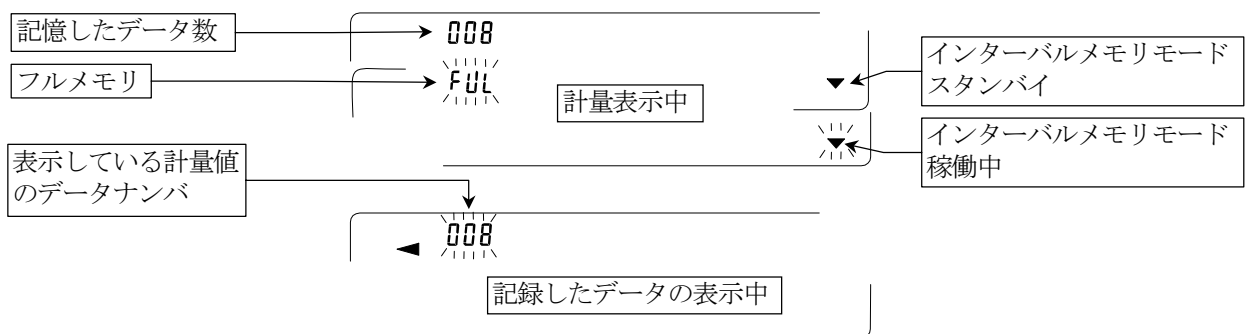 記憶したデータ数
008
フルメモリ
FUL
計量表示中
インターバルメモリモード
スタンバイ
インターバルメモリモード
稼働中
表示している計量値
のデータナンバ
008
記録したデータの表示中